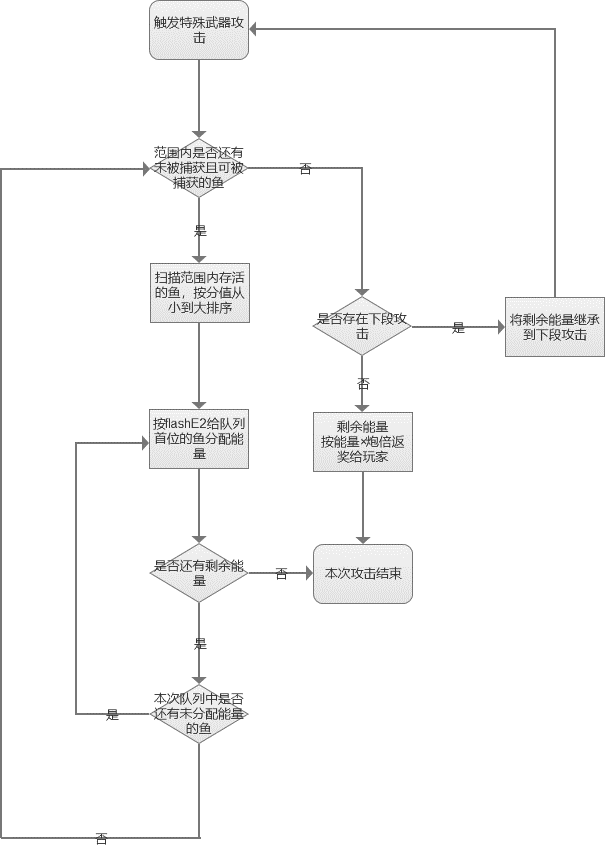 触发特殊武器攻
击
范围内是否还有
未被捕获且可被
捕获的鱼
否
是
扫描范围内存活
的鱼，按分值从
小到大排序
是否存在下段攻
击
是
将剩余能量继承
到下段攻击
否
按flashE2给队列
首位的鱼分配能
量
剩余能量
按能量×炮倍返
奖给玩家
是否还有剩余能
量
否
本次攻击结束
是
本次队列中是否
还有未分配能量
的鱼
是
否